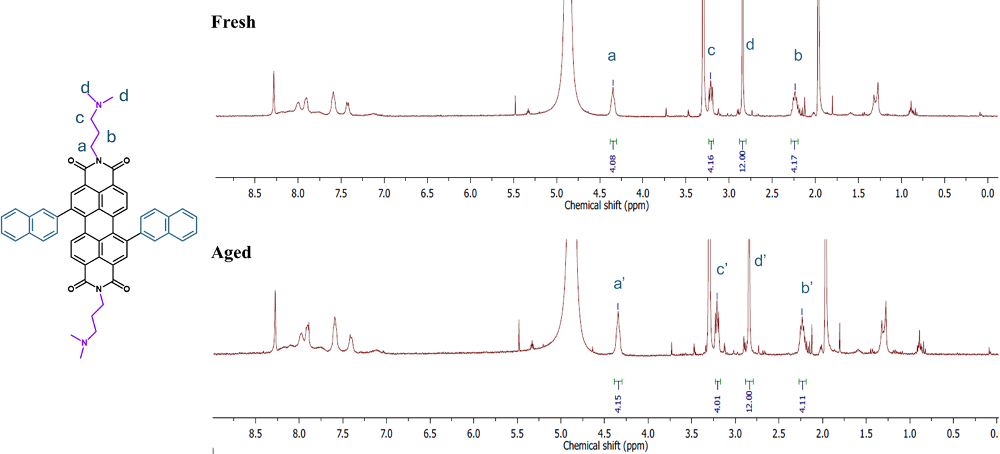 Fresh
a
c
d
b
4.08
4.16
12.00
4.17
8.5 8.0 7.5 7.0 6.5 6.0 5.5 5.0 4.5 4.0 3.5 3.0 2.5 2.0 1.5 1.0 0.5 0.0
Chemical shift (ppm)
d
d
N
c
b
a
O
N
O
O
N
O
N
Aged
a’
c’
d’
b’
4.15
4.01
12.00
4.11
8.5 8.0 7.5 7.0 6.5 6.0 5.5 5.0 4.5 4.0 3.5 3.0 2.5 2.0 1.5 1.0 0.5 0.
Chemical shift (ppm)